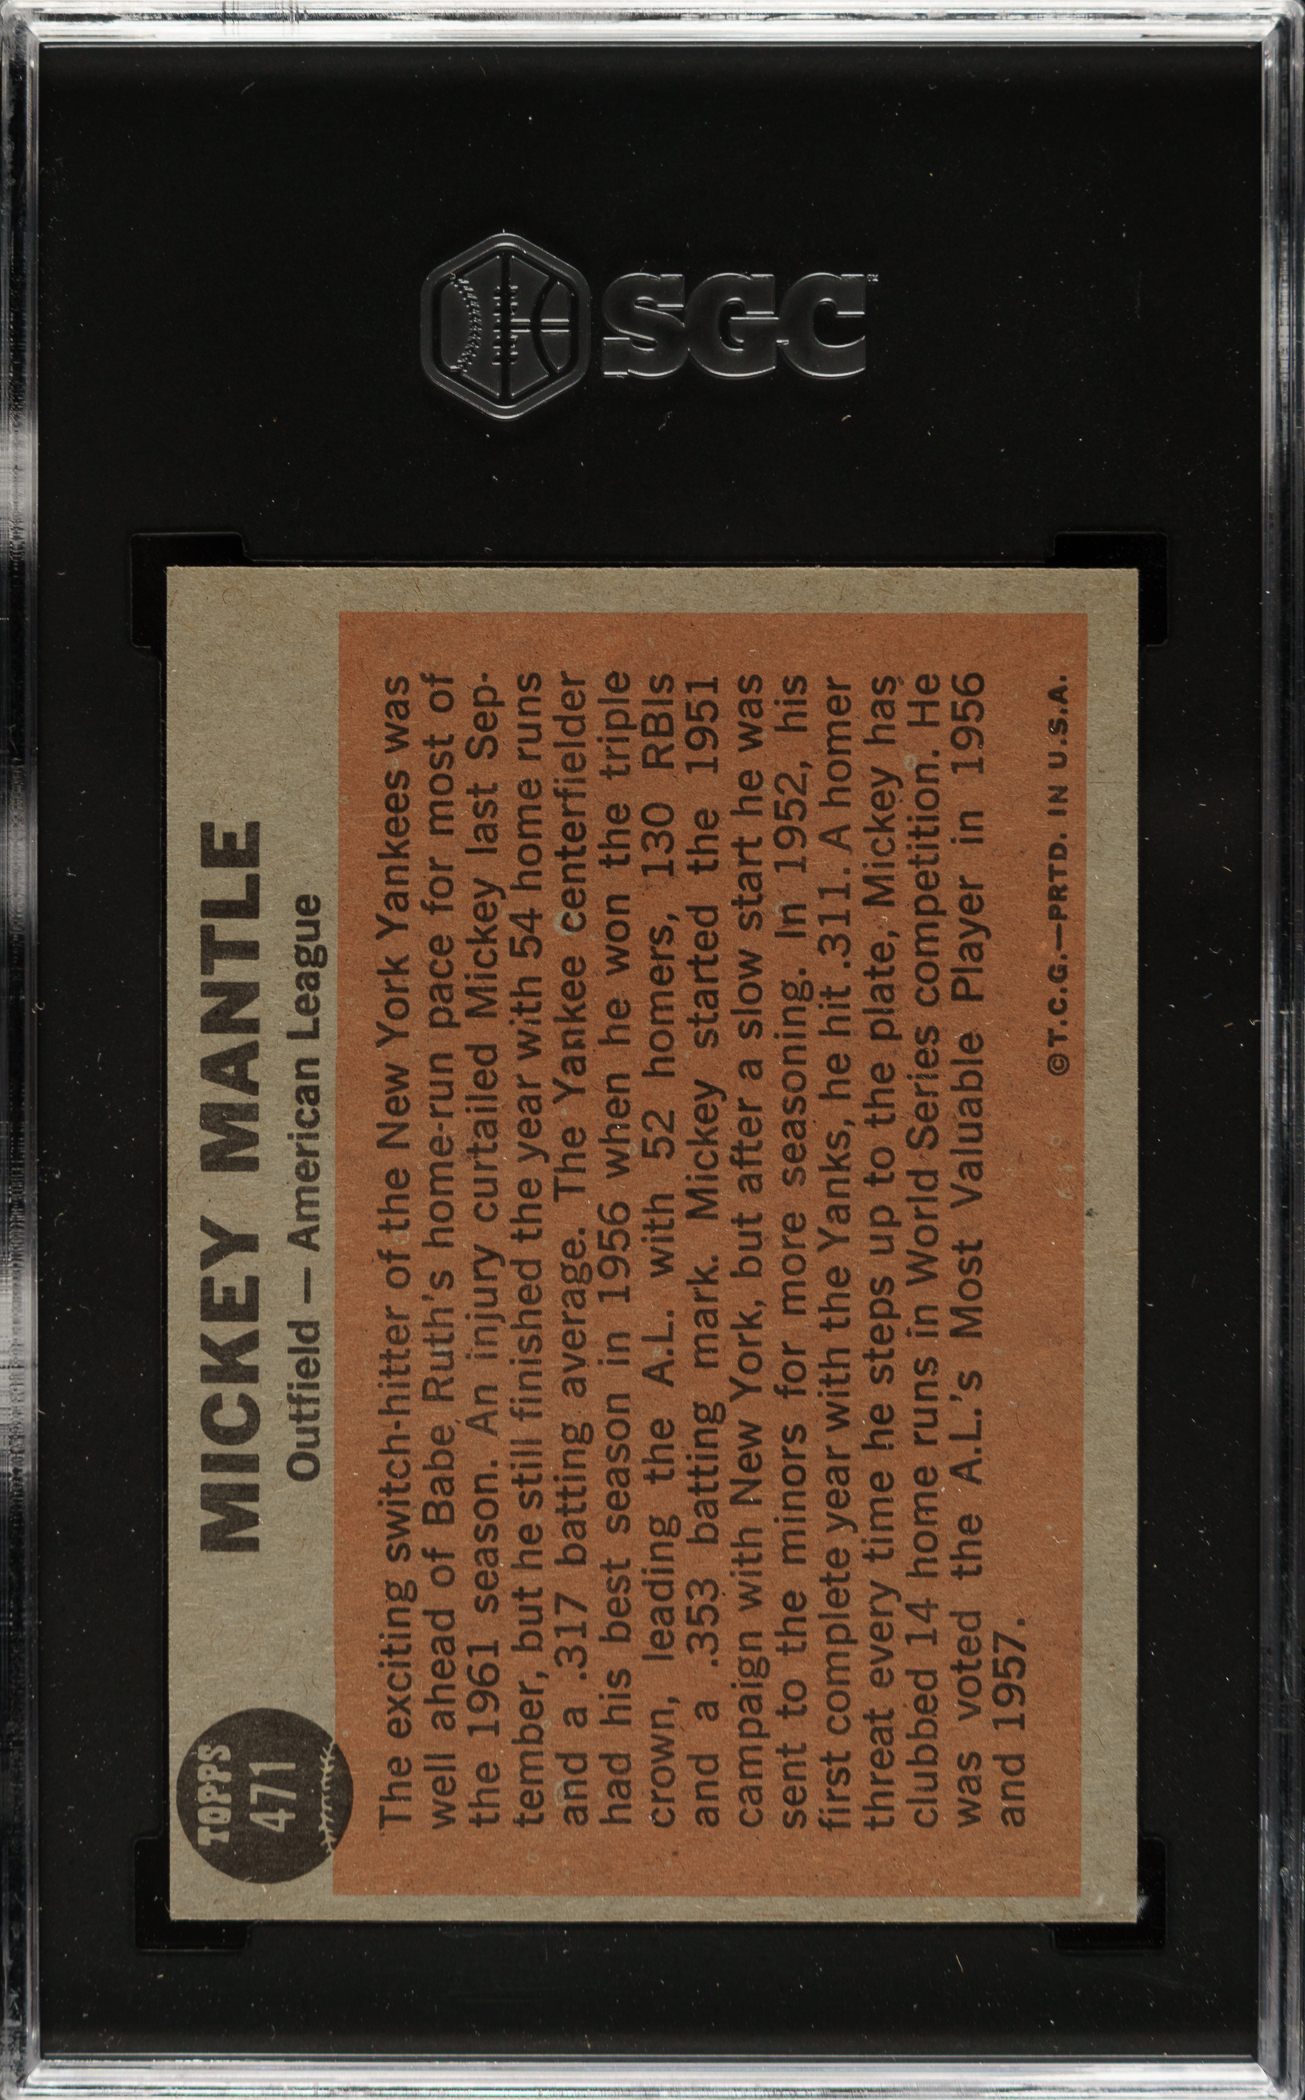 SGC
TOPPS
471
MICKEY MANTLE
Outfield — American League
The exciting switch-hitter of the New York Yankees was
well ahead of Babe Ruth's home-run pace for most of
the 1961 season. An injury curtailed Mickey last Sep-
tember, but he still finished the year with 54 home runs
and a .317 batting average. The Yankee centerfielder
had his best season in 1956 when he won the triple
crown, leading the A.L. with 52 homers, 130 RBIs
and a .353 batting mark. Mickey started the 1951
campaign with New York, but after a slow start he was
sent to the minors for more seasoning. In 1952, his
first complete year with the Yanks, he hit .311. A homer
threat every time he steps up to the plate, Mickey has
clubbed 14 home runs in World Series competition. He
was voted the A.L.'s Most Valuable Player in 1956
and 1957.
©T.C.G.—PRTD. IN U.S.A.